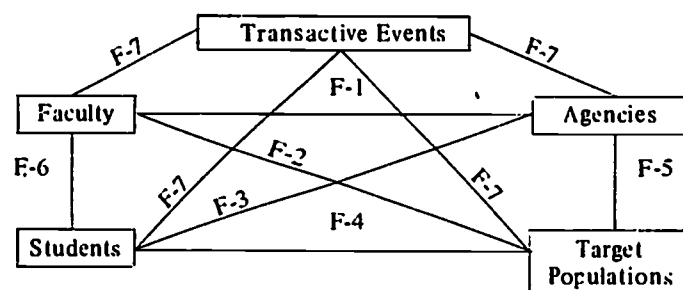 Transactive Events
F-7
F-7
F-1
Faculty
Agencies
F-6
F-2
F-5
F-7
F-3
F-7
F-4
Students
Target
Populations